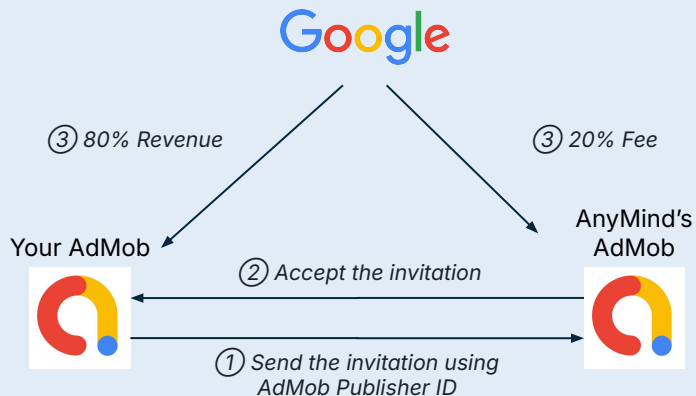 Google
③ 80% Revenue
③ 20% Fee
Your AdMob
AnyMind's
AdMob
② Accept the invitation
① Send the invitation using
AdMob Publisher ID